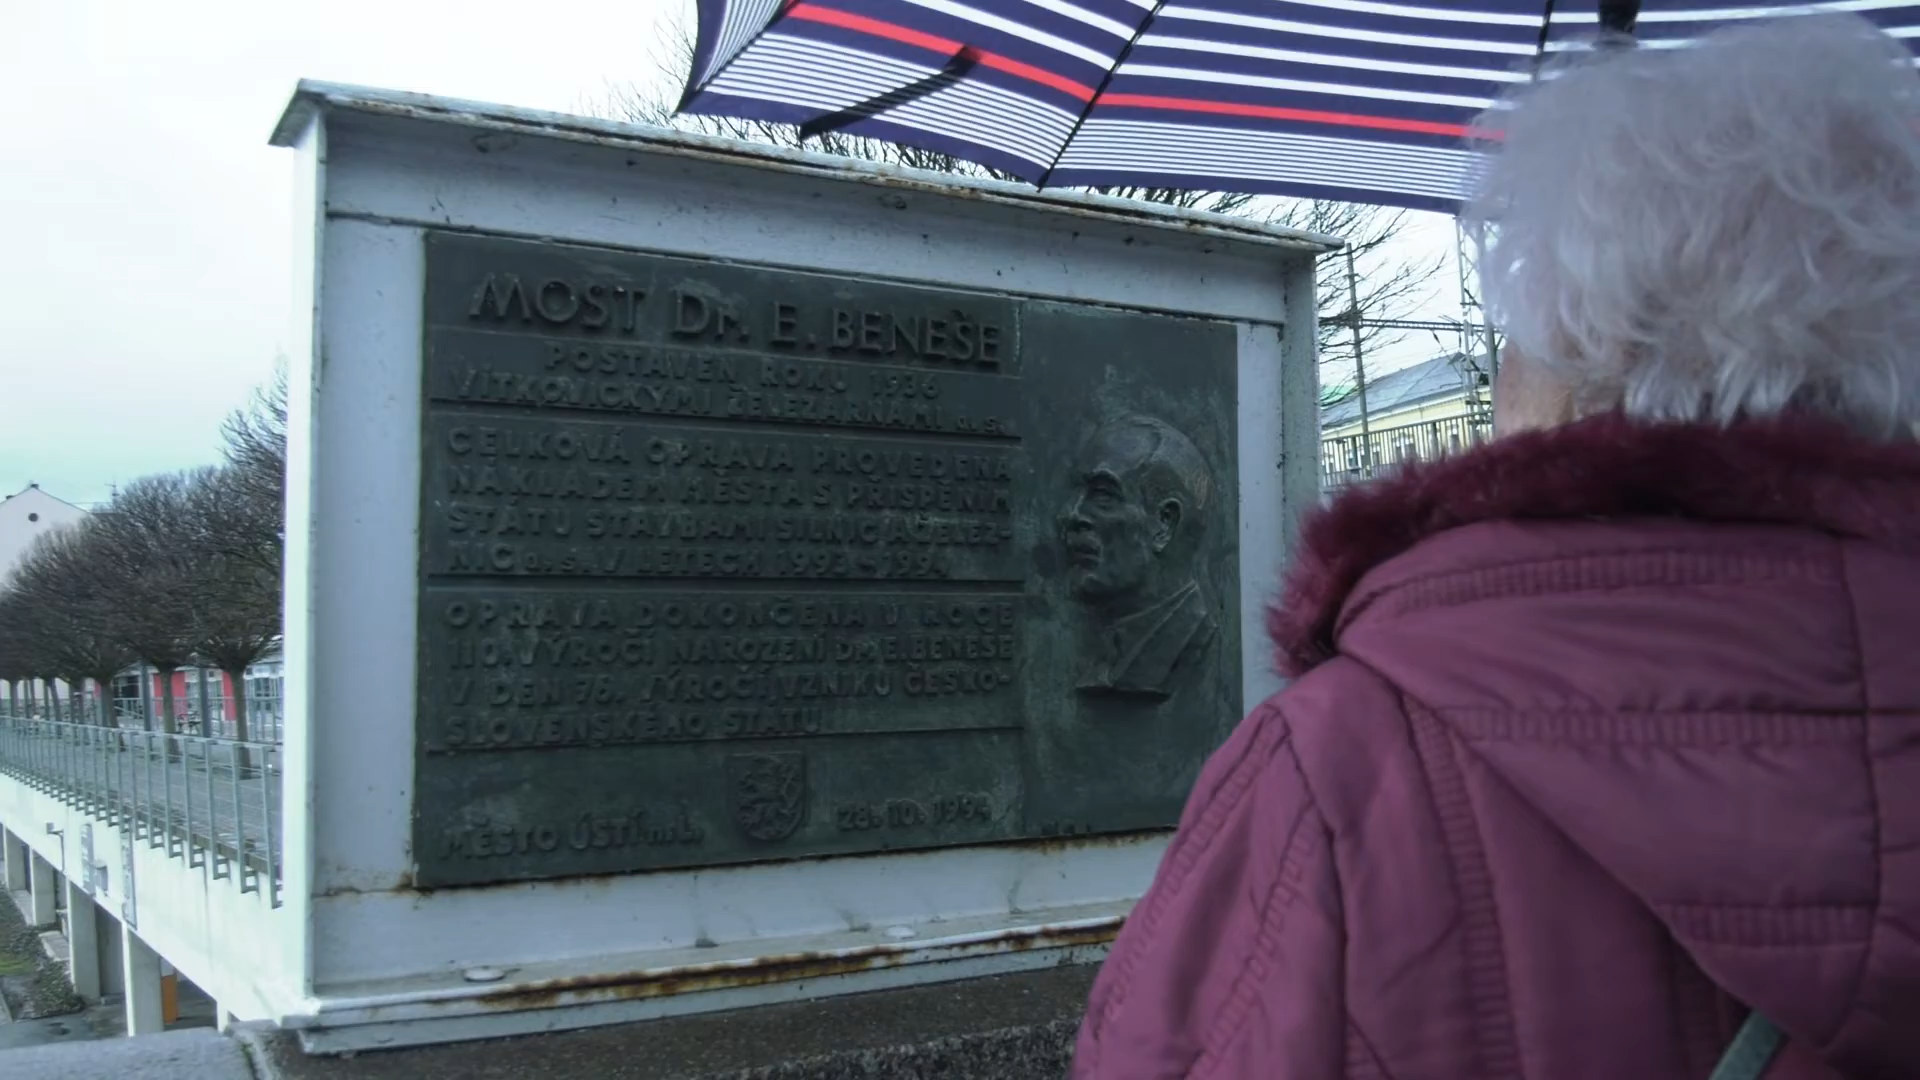 MOST Dr. E. BENEŠE
POSTAVEN ROKU 1936
VÍTKOVICKÝMI ŽELEZÁRNAMI a.s.
CELKOVÁ OPRAVA PROVEDENA
NÁKLADEM MĚSTA S PŘISPĚNÍM
STÁTU STAVBAMI SILNIC A ŽELEZ-
NIC a.s. V LETECH 1993-1994
OPRAVA DOKONČENA V ROCE
110. VÝROČÍ NAROZENÍ Dr. E. BENEŠE
V DEN 76. VÝROČÍ VZNIKU ČESKO-
SLOVENSKÉHO STÁTU
MĚSTO ÚSTÍ n. L. 28. 10. 1994